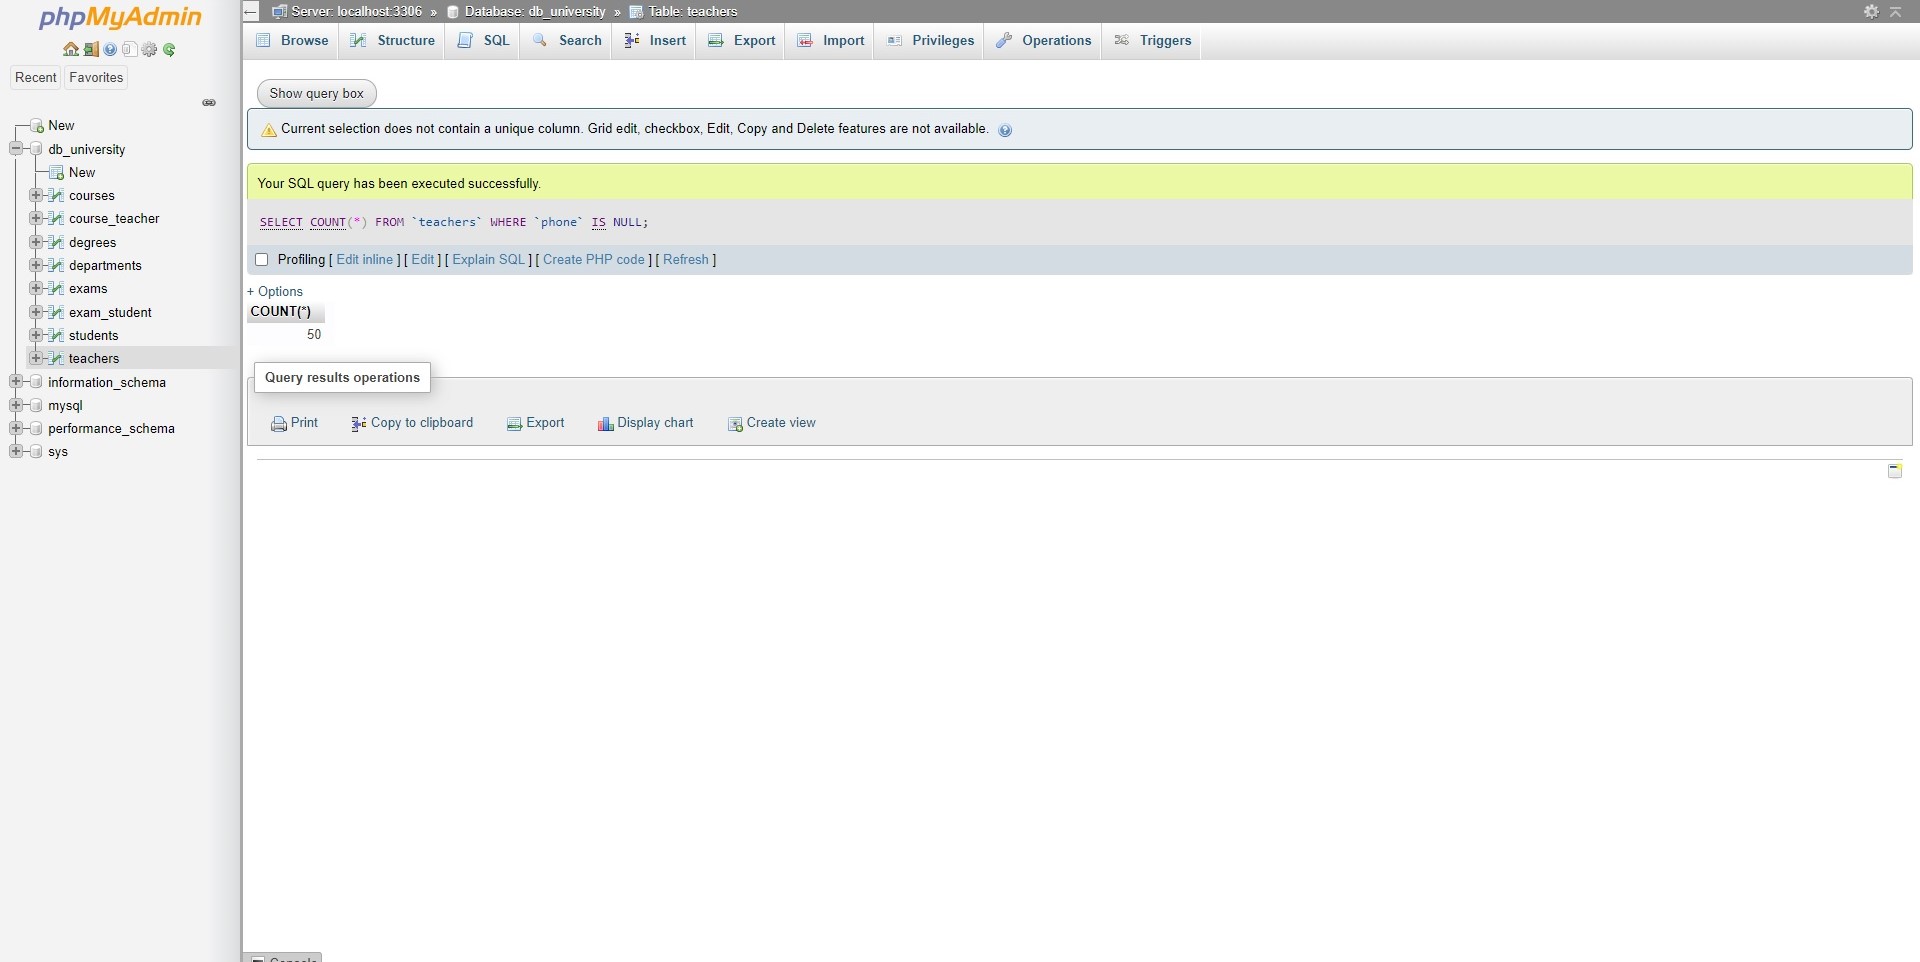 phpMyAdmin
Recent Favorites
New
db_university
New
courses
course_teacher
degrees
departments
exams
exam_student
students
teachers
information_schema
mysql
performance_schema
sys
Server: localhost:3306 » Database: db_university » Table: teachers
Browse Structure SQL Search Insert Export Import Privileges Operations Triggers
Show query box
Current selection does not contain a unique column. Grid edit, checkbox, Edit, Copy and Delete features are not available.
Your SQL query has been executed successfully.
SELECT COUNT(*) FROM `teachers` WHERE `phone` IS NULL;
Profiling [ Edit inline ] [ Edit ] [ Explain SQL ] [ Create PHP code ] [ Refresh ]
+ Options
COUNT(*)
50
Query results operations
Print Copy to clipboard Export Display chart Create view
Console